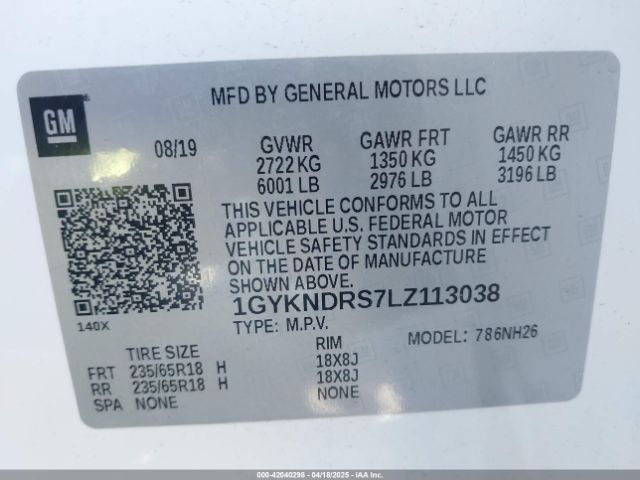 MFD BY GENERAL MOTORS LLC
GM
08/19 GVWR GAWR FRT GAWR RR
2722 KG 1350 KG 1450 KG
6001 LB 2976 LB 3196 LB
THIS VEHICLE CONFORMS TO ALL
APPLICABLE U.S. FEDERAL MOTOR
VEHICLE SAFETY STANDARDS IN EFFECT
ON THE DATE OF MANUFACTURE
SHOWN ABOVE.
140X
1GYKNDRS7LZ113038
TYPE: M.P.V. MODEL: 786NH26
TIRE SIZE RIM
FRT 235/65R18 H 18X8J
RR 235/65R18 H 18X8J
SPA NONE NONE
000-42040298 - 04/18/2025 - IAA Inc.